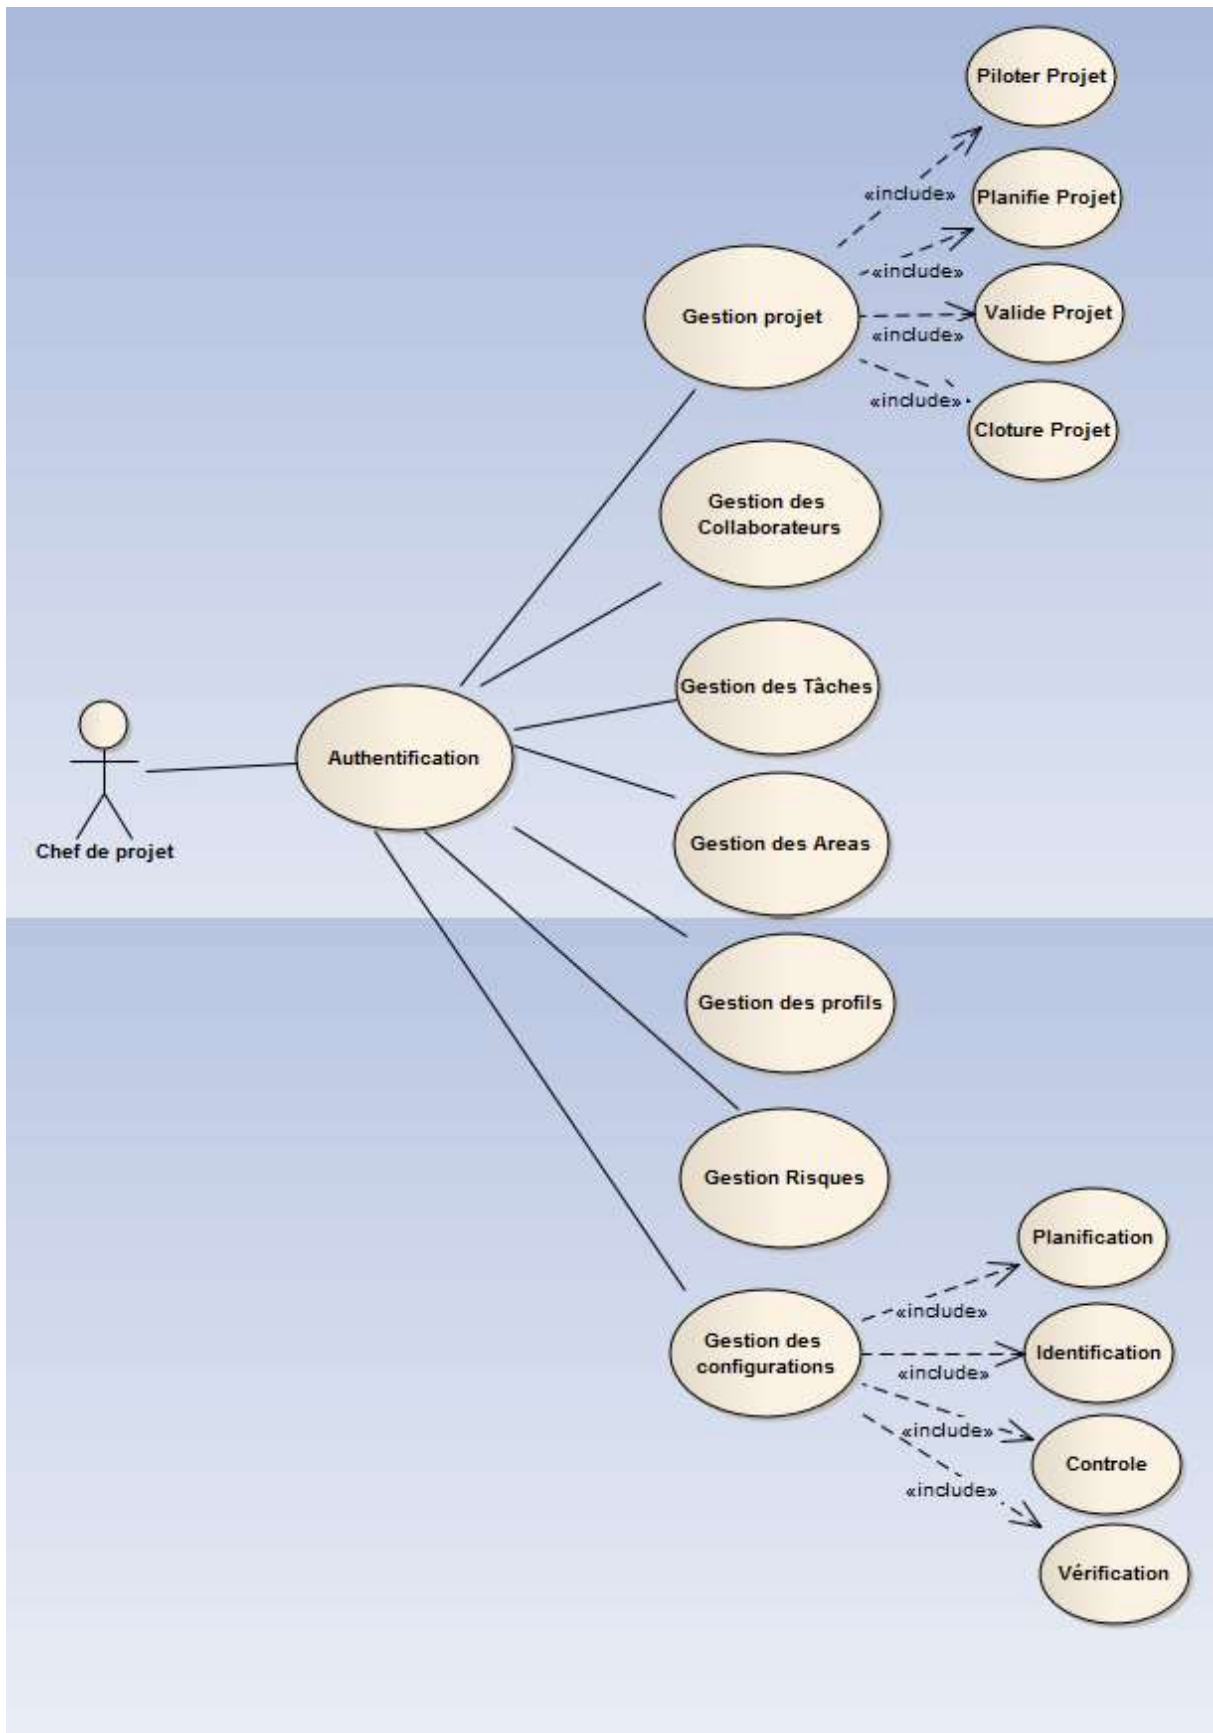 Piloter Projet
«include»
Planifie Projet
«include»
Gestion projet
Valide Projet
«include»
«include»
Cloture Projet
Gestion des
Collaborateurs
Gestion des Tâches
Authentification
Chef de projet
Gestion des Areas
Gestion des profils
Gestion Risques
Planification
«include»
Gestion des
configurations
Identification
«include»
«include»
Controle
«include»
Vérification